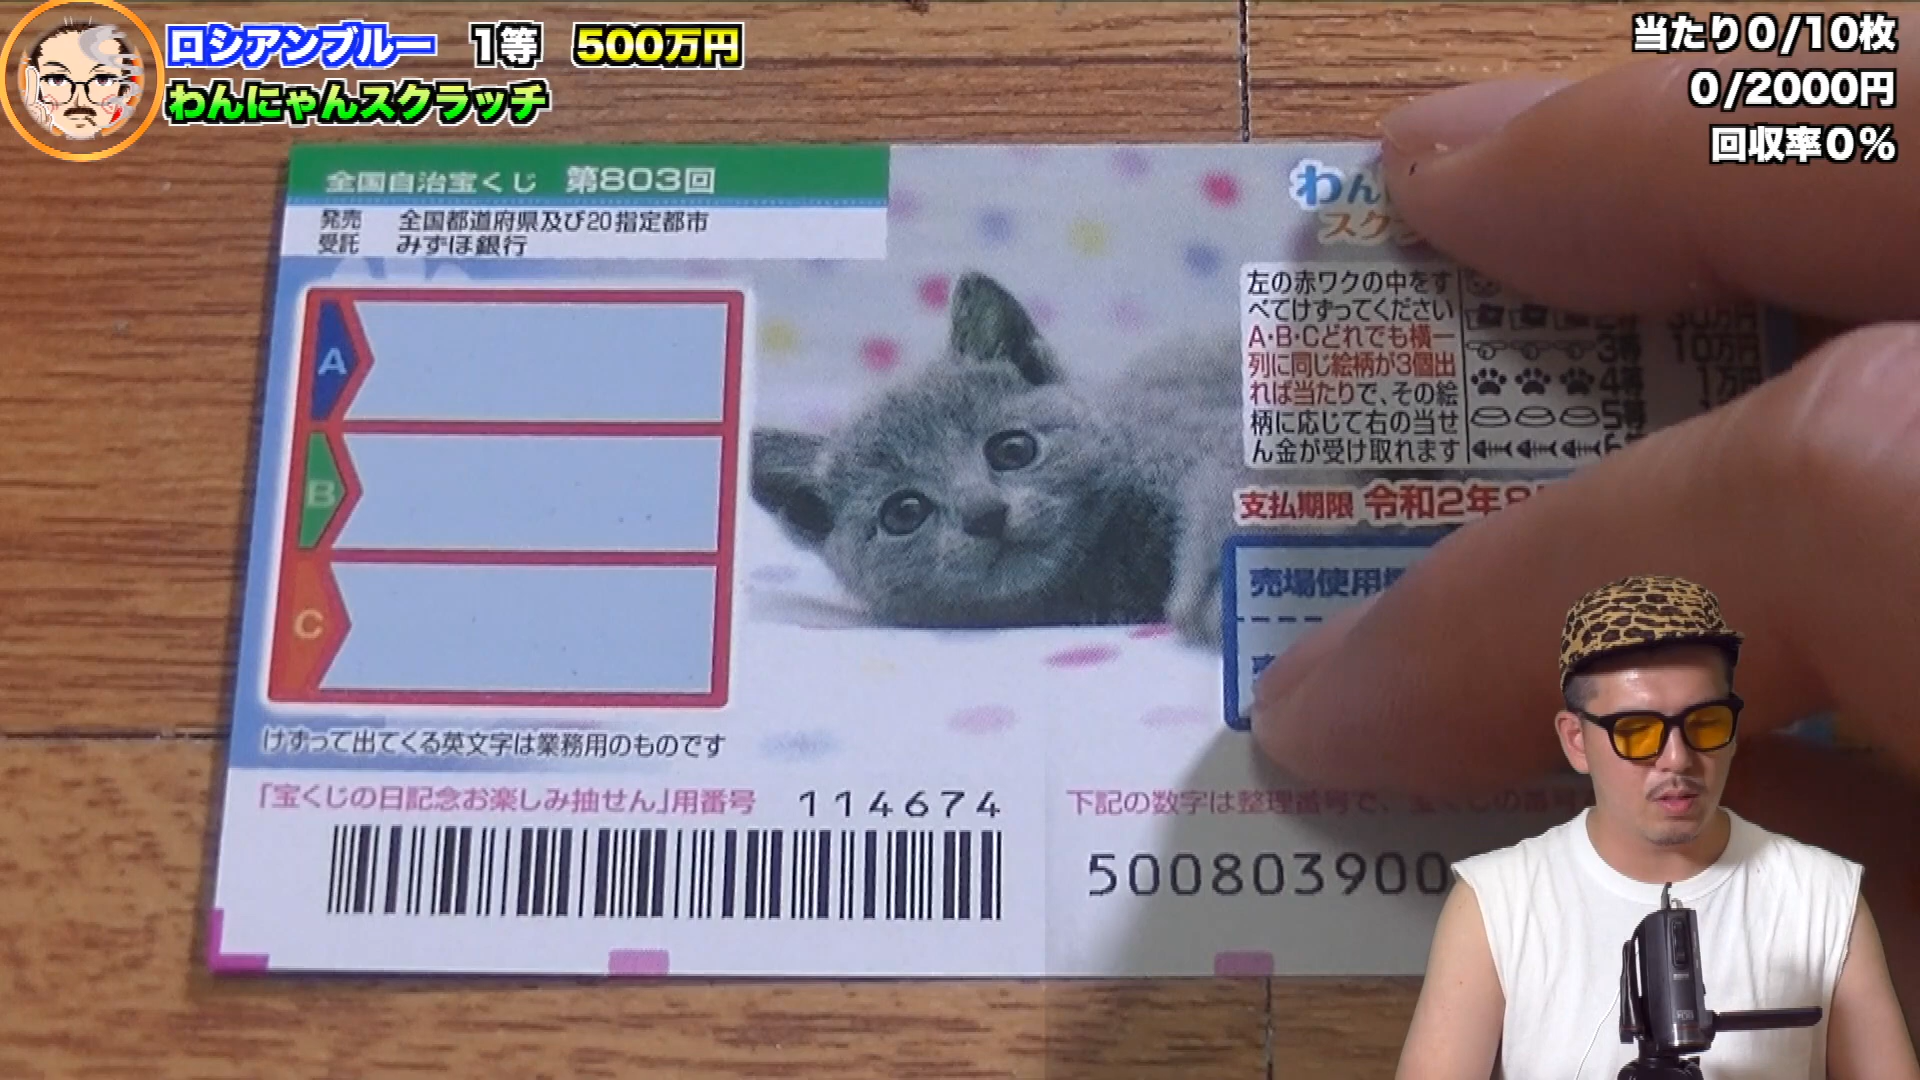 ロシアンブルー 1等 500万円
わんにゃんスクラッチ
当たり0/10枚
0/2000円
回収率0%
全国自治宝くじ 第803回
発売 全国都道府県及び20指定都市
受託 みずほ銀行
A
B
C
けずって出てくる英文字は業務用のものです
わん
スク
左の赤ワクの中をす
べてけずってください
A・B・Cどれでも横一
列に同じ絵柄が3個出
れば当たりで、その絵
柄に応じて右の当せ
ん金が受け取れます
3等 10万円
4等 1万円
5等
支払期限 令和2年
売場使用
「宝くじの日記念お楽しみ抽せん」用番号 114674
下記の数字は整理番号で、宝くじの番号
500803900